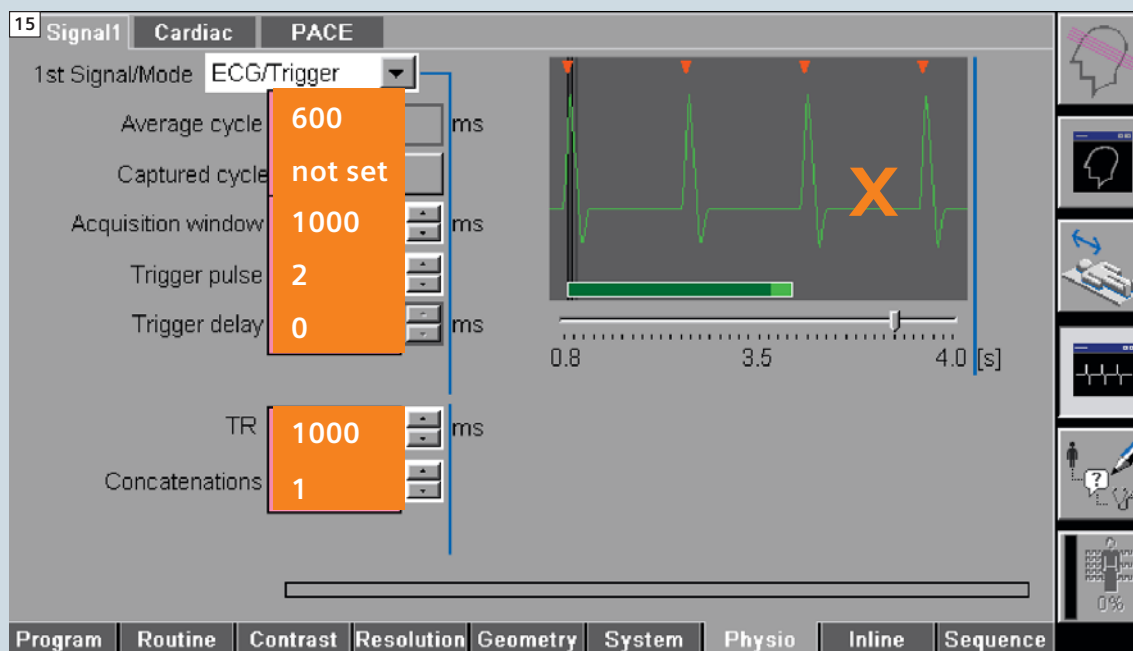 15
Signal1 Cardiac PACE
1st Signal/Mode ECG/Trigger
Average cycle 600 ms
Captured cycle not set
Acquisition window 1000 ms
Trigger pulse 2
Trigger delay 0 ms
X
0.8 3.5 4.0 [s]
TR 1000 ms
Concatenations 1
?
0%
Program Routine Contrast Resolution Geometry System Physio Inline Sequence